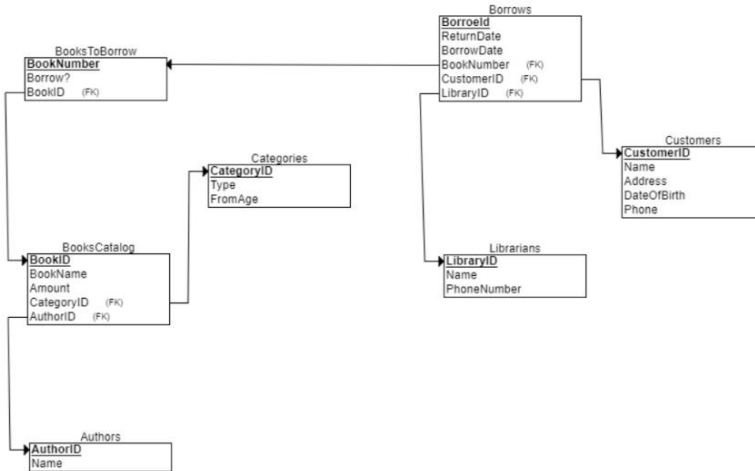 Borrows
BorroeId
ReturnDate
BorrowDate
BookNumber (FK)
CustomerID (FK)
LibraryID (FK)
BooksToBorrow
BookNumber
Borrow?
BookID (FK)
Categories
CategoryID
Type
FromAge
Customers
CustomerID
Name
Address
DateOfBirth
Phone
BooksCatalog
BookID
BookName
Amount
CategoryID (FK)
AuthorID (FK)
Librarians
LibraryID
Name
PhoneNumber
Authors
AuthorID
Name